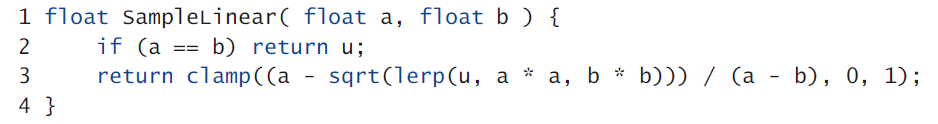 1 float SampleLinear( float a, float b ) {
2     if (a == b) return u;
3     return clamp((a - sqrt(lerp(u, a * a, b * b))) / (a - b), 0, 1);
4 }